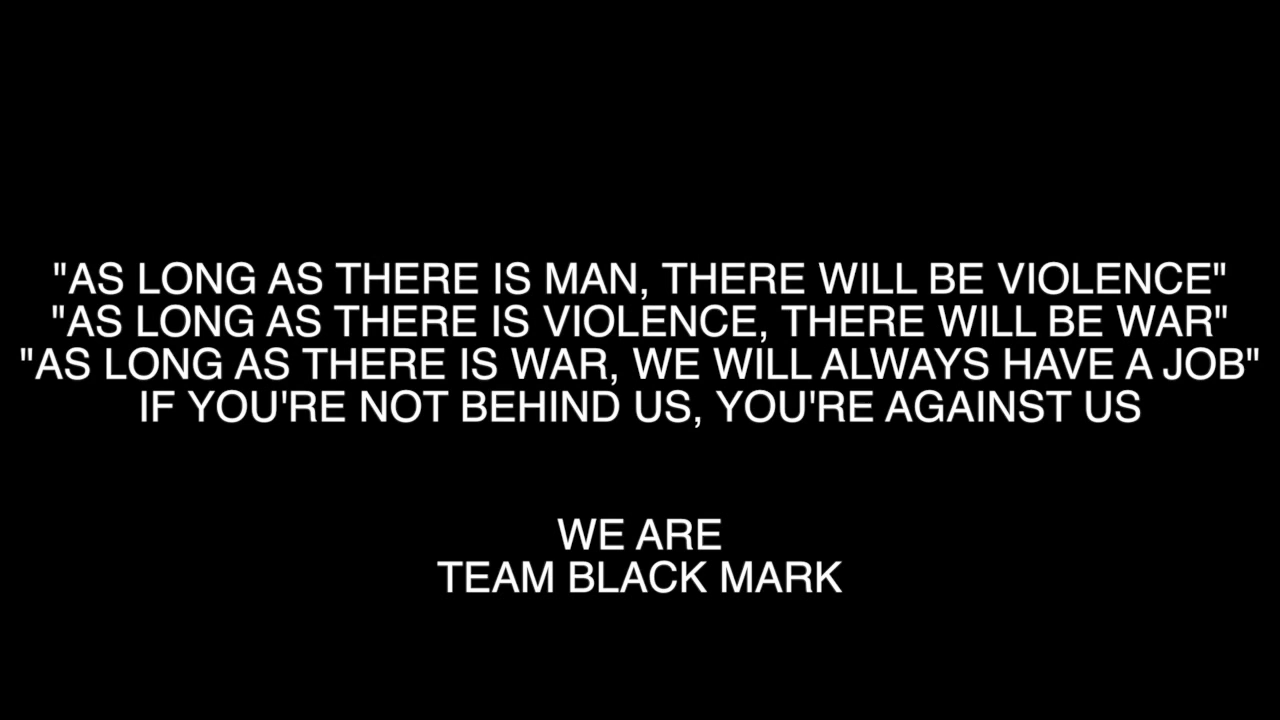 "AS LONG AS THERE IS MAN, THERE WILL BE VIOLENCE"
"AS LONG AS THERE IS VIOLENCE, THERE WILL BE WAR"
"AS LONG AS THERE IS WAR, WE WILL ALWAYS HAVE A JOB"
IF YOU'RE NOT BEHIND US, YOU'RE AGAINST US
WE ARE
TEAM BLACK MARK